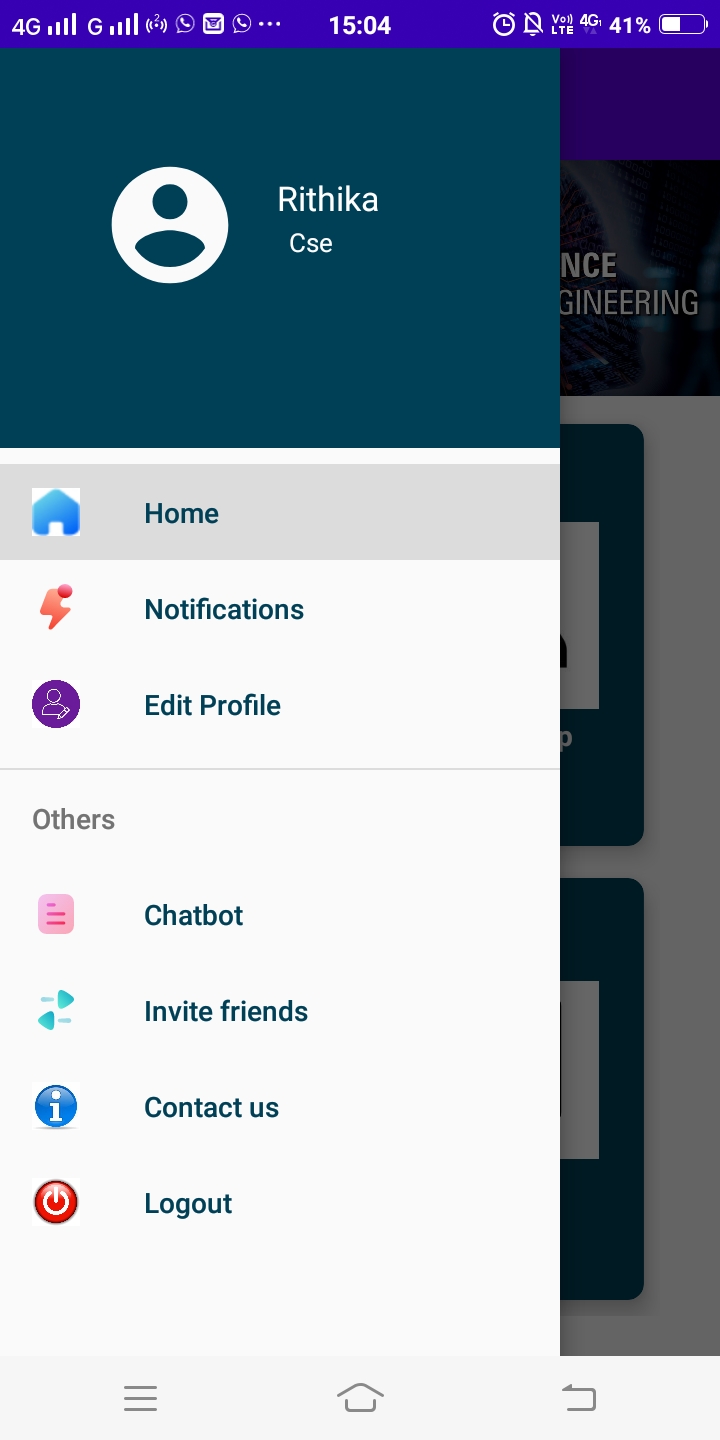 4G G 2 ... 15:04 Vo)) LTE 4G 41%
Rithika
Cse
NCE
GINEERING
Home
Notifications
Edit Profile
p
Others
Chatbot
Invite friends
Contact us
Logout